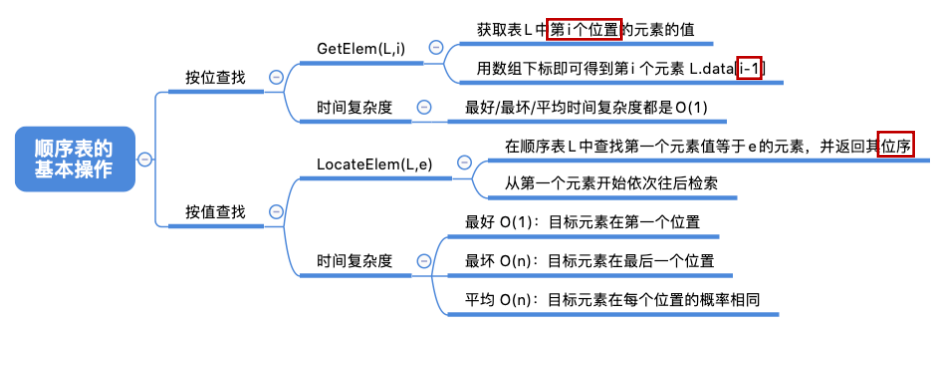 顺序表的
基本操作
按位查找
GetElem(L,i)
获取表L中第i个位置的元素的值
用数组下标即可得到第i个元素 L.data[i-1]
时间复杂度
最好/最坏/平均时间复杂度都是O(1)
按值查找
LocateElem(L,e)
在顺序表L中查找第一个元素值等于e的元素，并返回其位序
从第一个元素开始依次往后检索
时间复杂度
最好 O(1)：目标元素在第一个位置
最坏 O(n)：目标元素在最后一个位置
平均 O(n)：目标元素在每个位置的概率相同